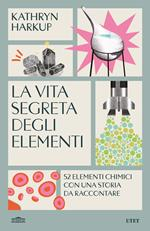 KATHRYN
HARKUP
LA VITA
SEGRETA
DEGLI
ELEMENTI
52 ELEMENTI CHIMICI
CON UNA STORIA
DA RACCONTARE
UTET